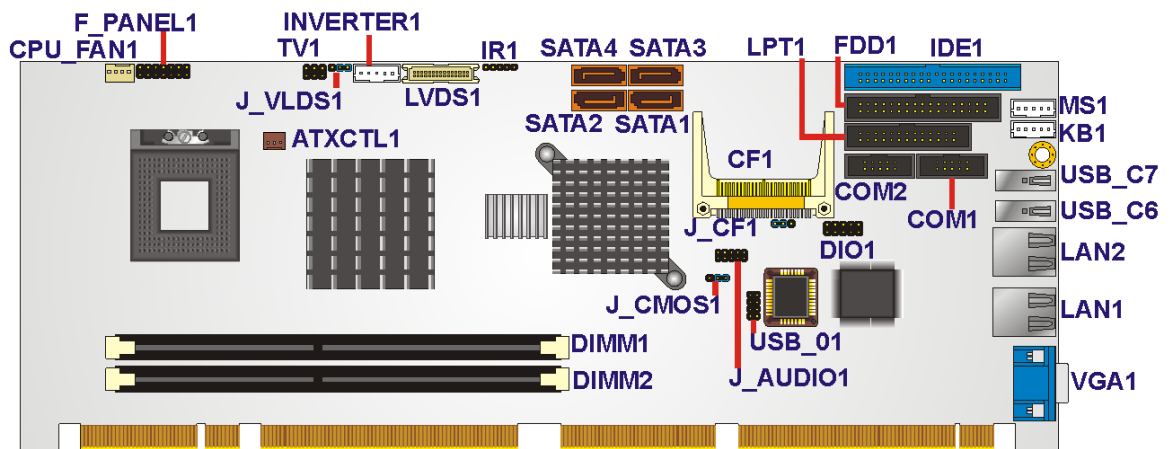 F_PANEL1
INVERTER1
CPU_FAN1
TV1
IR1
SATA4
SATA3
LPT1
FDD1
IDE1
J_VLDS1
LVDS1
MS1
SATA2
SATA1
KB1
ATXCTL1
CF1
COM2
USB_C7
COM1
USB_C6
J_CF1
DIO1
LAN2
J_CMOS1
LAN1
USB_01
DIMM1
DIMM2
J_AUDIO1
VGA1